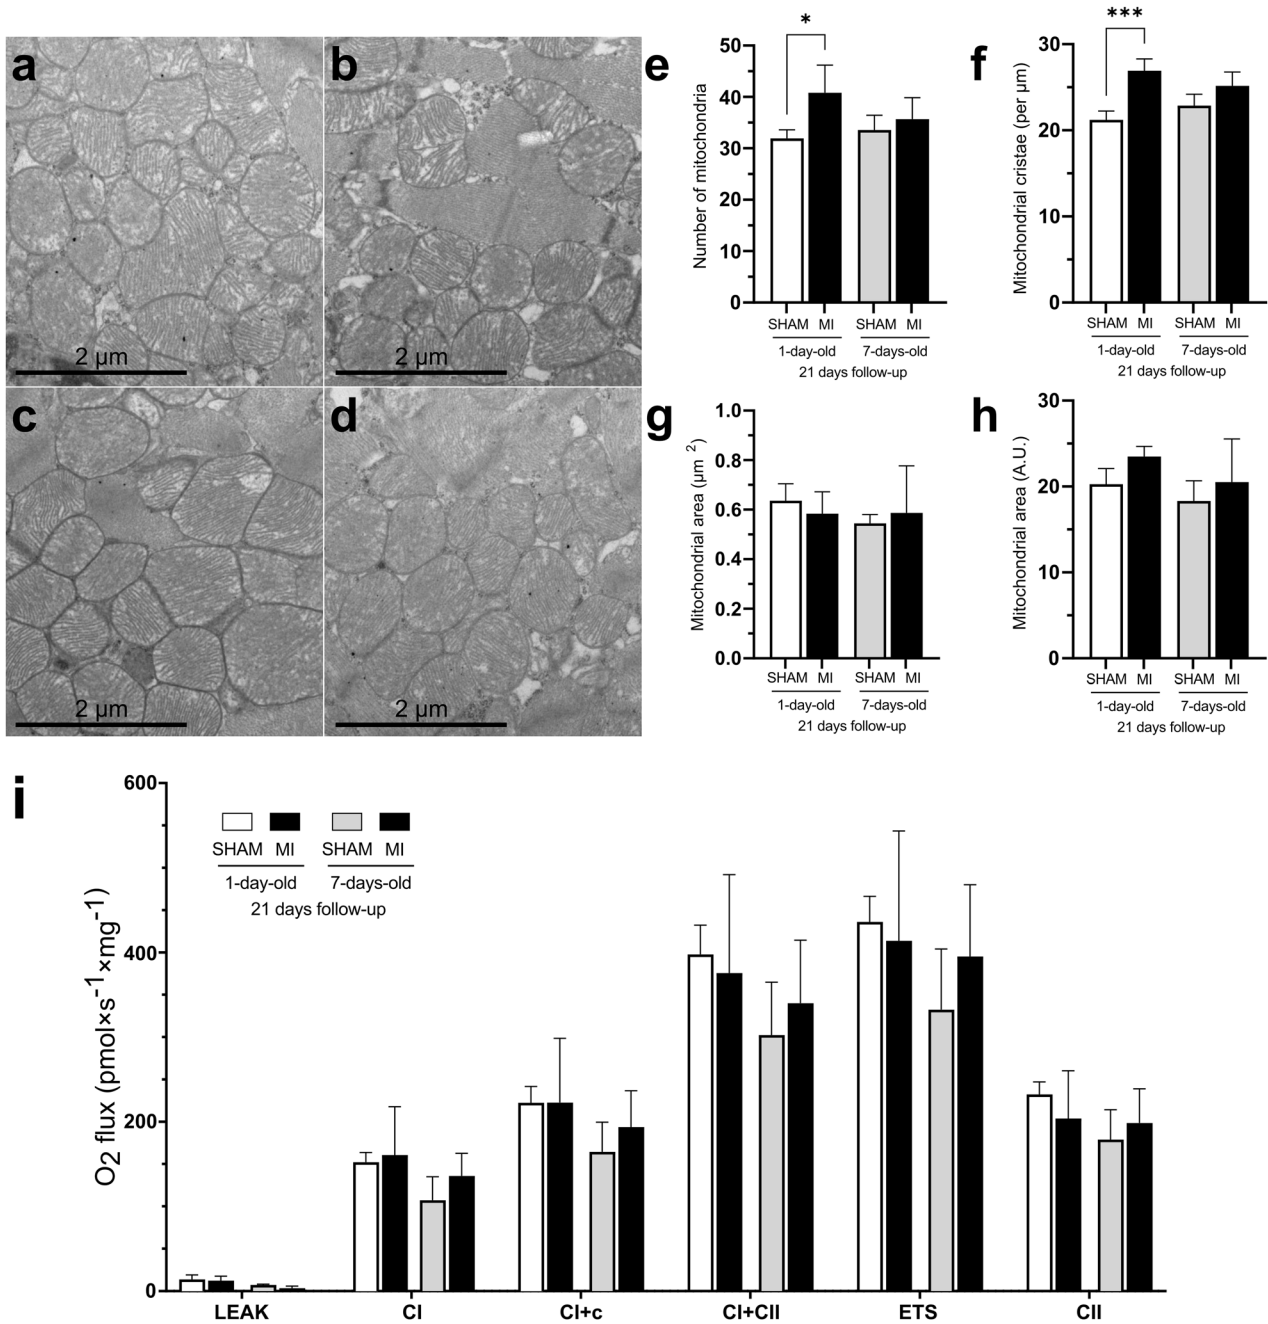 a
2 µm
b
2 µm
c
2 µm
d
2 µm
e
*
Number of mitochondria
50
40
30
20
10
0
SHAM MI SHAM MI
1-day-old 7-days-old
21 days follow-up
f
***
Mitochondrial cristae (per µm)
30
20
10
0
SHAM MI SHAM MI
1-day-old 7-days-old
21 days follow-up
g
Mitochondrial area (µm ²)
1.0
0.8
0.6
0.4
0.2
0.0
SHAM MI SHAM MI
1-day-old 7-days-old
21 days follow-up
h
Mitochondrial area (A.U.)
30
20
10
0
SHAM MI SHAM MI
1-day-old 7-days-old
21 days follow-up
i
O₂ flux (pmol×s⁻¹×mg⁻¹)
600
400
200
0
SHAM MI SHAM MI
1-day-old 7-days-old
21 days follow-up
LEAK CI CI+c CI+CII ETS CII